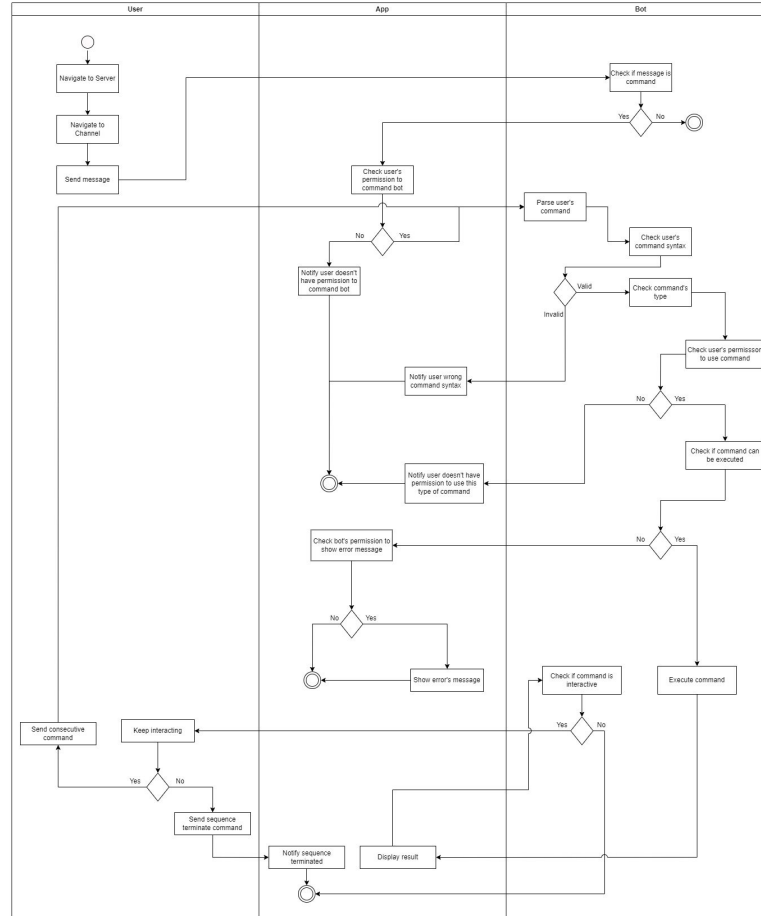 User
App
Bot
Navigate to Server
Check if message is
command
Yes
No
Navigate to
Channel
Send message
Check user's
permission to
command bot
Parse user's
command
No
Yes
Check user's
command syntax
Notify user doesn't
have permission to
command bot
Valid
Check command's
type
Invalid
Check user's permissson
to use command
Notify user wrong
command syntax
No
Yes
Check if command can
be executed
Notify user doesn't have
permission to use this
type of command
Check bot's permission to
show error message
No
Yes
No
Yes
Show error's message
Check if command is
interactive
Execute command
Send consecutive
command
Keep interacting
Yes
No
Yes
No
Send sequence
terminate command
Notify sequence
terminated
Display result